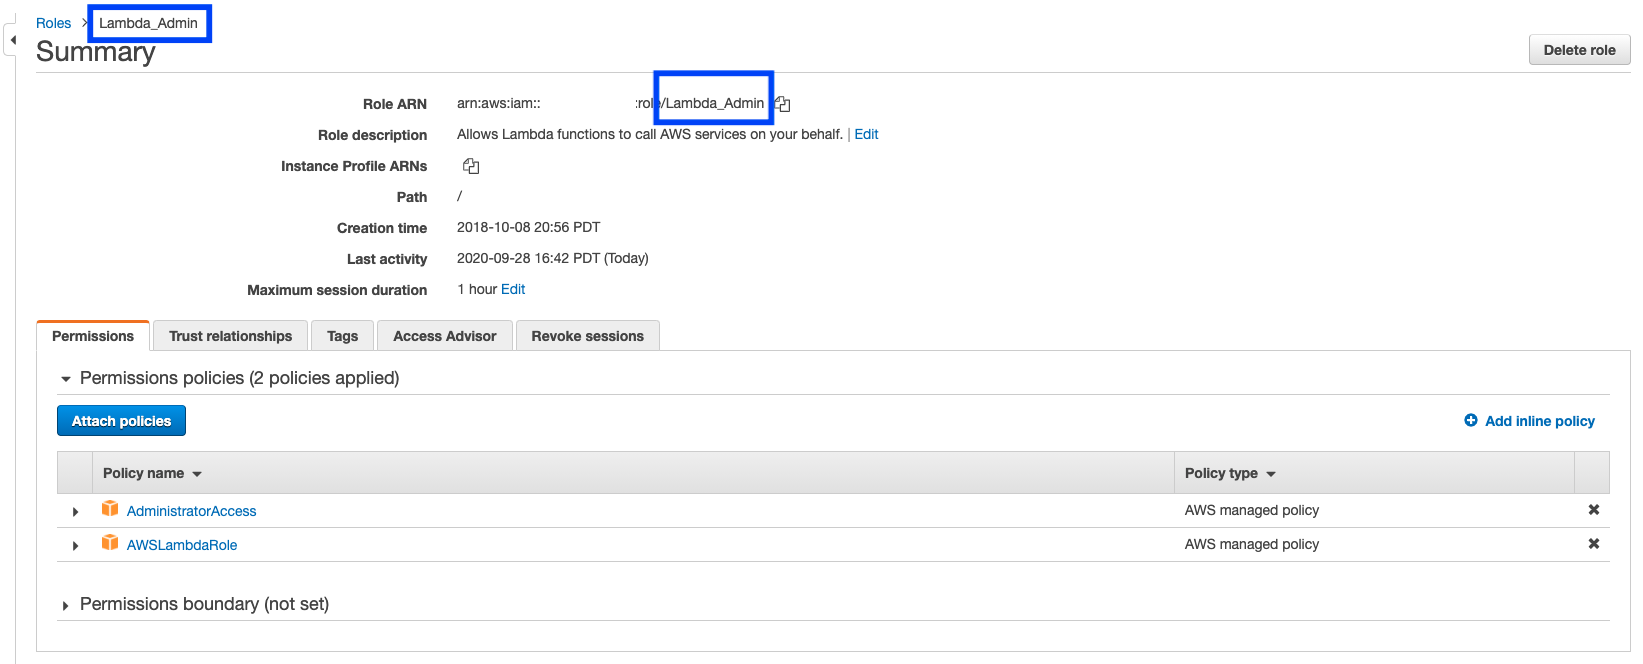 Roles > Lambda_Admin
Summary
Delete role
Role ARN arn:aws:iam:: :role/Lambda_Admin
Role description Allows Lambda functions to call AWS services on your behalf. | Edit
Instance Profile ARNs
Path /
Creation time 2018-10-08 20:56 PDT
Last activity 2020-09-28 16:42 PDT (Today)
Maximum session duration 1 hour Edit
Permissions Trust relationships Tags Access Advisor Revoke sessions
Permissions policies (2 policies applied)
Attach policies Add inline policy
Policy name Policy type
AdministratorAccess AWS managed policy
AWSLambdaRole AWS managed policy
Permissions boundary (not set)